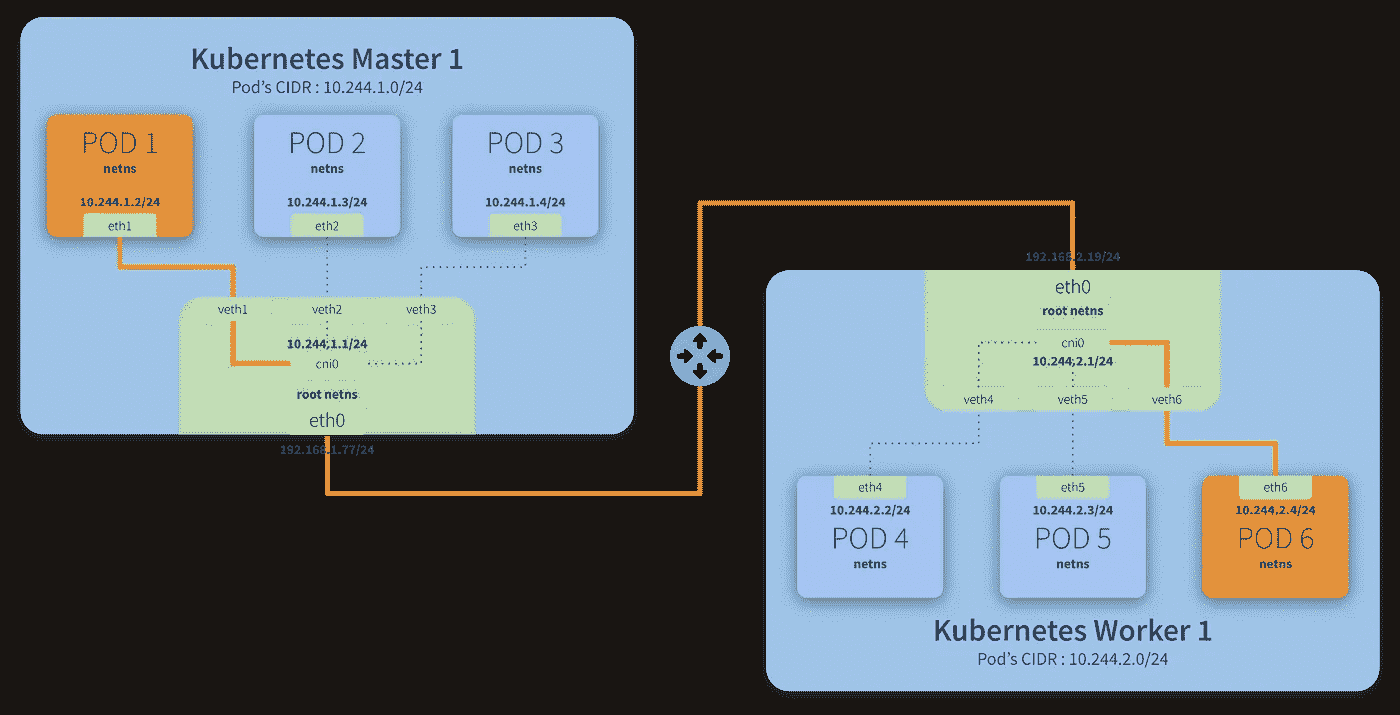 Kubernetes Master 1
Pod’s CIDR : 10.244.1.0/24
POD 1
netns
10.244.1.2/24
eth1
POD 2
netns
10.244.1.3/24
eth2
POD 3
netns
10.244.1.4/24
eth3
veth1
veth2
veth3
10.244.1.1/24
cni0
root netns
eth0
192.168.1.77/24
192.168.2.19/24
eth0
root netns
cni0
10.244.2.1/24
veth4
veth5
veth6
eth4
10.244.2.2/24
POD 4
netns
eth5
10.244.2.3/24
POD 5
netns
eth6
10.244.2.4/24
POD 6
netns
Kubernetes Worker 1
Pod’s CIDR : 10.244.2.0/24